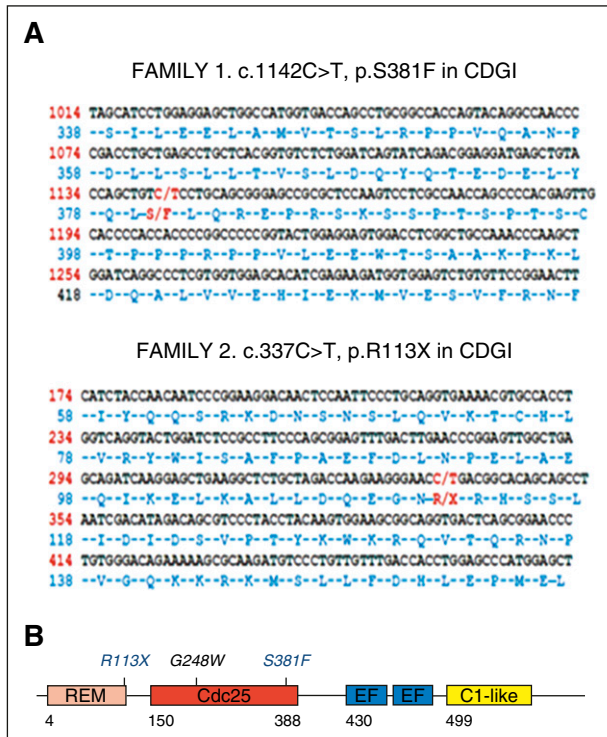 A
FAMILY 1. c.1142C>T, p.S381F in CDGI
1014 TAGCATCCTGGAGGAGCTGGCCATGGTGACCAGCCTGCGGCCACCAGTACAGGCCAACCC
338 --S--I--L--E--E--L--A--M--V--T--S--L--R--P--P--V--Q--A--N--P
1074 CGACCTGCTGAGCCTGCTCACGGTGTCTCTGGATCAGTATCAGACGGAGGATGAGCTGTA
358 --D--L--L--S--L--L--T--V--S--L--D--Q--Y--Q--T--E--D--E--L--Y
1134 CCAGCTGTC/TCCTGCAGCGGGAGCCGCGCTCCAAGTCCTCGCCAACCAGCCCCACGAGTTG
378 --Q--L--S/F--L--Q--R--E--P--R--S--K--S--S--P--T--S--P--T--S--C
1194 CACCCCACCACCCCGGCCCCCGGTACTGGAGGAGTGGACCTCGGCTGCCAAACCCAAGCT
398 --T--P--P--P--R--P--P--V--L--E--E--W--T--S--A--A--K--P--K--L
1254 GGATCAGGCCCTCGTGGTGGAGCACATCGAGAAGATGGTGGAGTCTGTGTTCCGGAACTT
418 --D--Q--A--L--V--V--E--H--I--E--K--M--V--E--S--V--F--R--N--F
FAMILY 2. c.337C>T, p.R113X in CDGI
174 CATCTACCAACAATCCCGGAAGGACAACTCCAATTCCCTGCAGGTGAAAACGTGCCACCT
58 --I--Y--Q--Q--S--R--K--D--N--S--N--S--L--Q--V--K--T--C--H--L
234 GGTCAGGTACTGGATCTCCGCCTTCCCAGCGGAGTTTGACTTGAACCCGGAGTTGGCTGA
78 --V--R--Y--W--I--S--A--F--P--A--E--F--D--L--N--P--E--L--A--E
294 GCAGATCAAGGAGCTGAAGGCTCTGCTAGACCAAGAAGGGAACC/TGACGGCACAGCAGCCT
98 --Q--I--K--E--L--K--A--L--L--D--Q--E--G--N--R/X--R--H--S--S--L
354 AATCGACATAGACAGCGTCCCTACCTACAAGTGGAAGCGGCAGGTGACTCAGCGGAACCC
118 --I--D--I--D--S--V--P--T--Y--K--W--K--R--Q--V--T--Q--R--N--P
414 TGTGGGACAGAAAAAGCGCAAGATGTCCCTGTTGTTTGACCACCTGGAGCCCATGGAGCT
138 --V--G--Q--K--K--R--K--M--S--L--L--F--D--H--L--E--P--M--E--L
B
R113X G248W S381F
REM Cdc25 EF EF C1-like
4 150 388 430 499